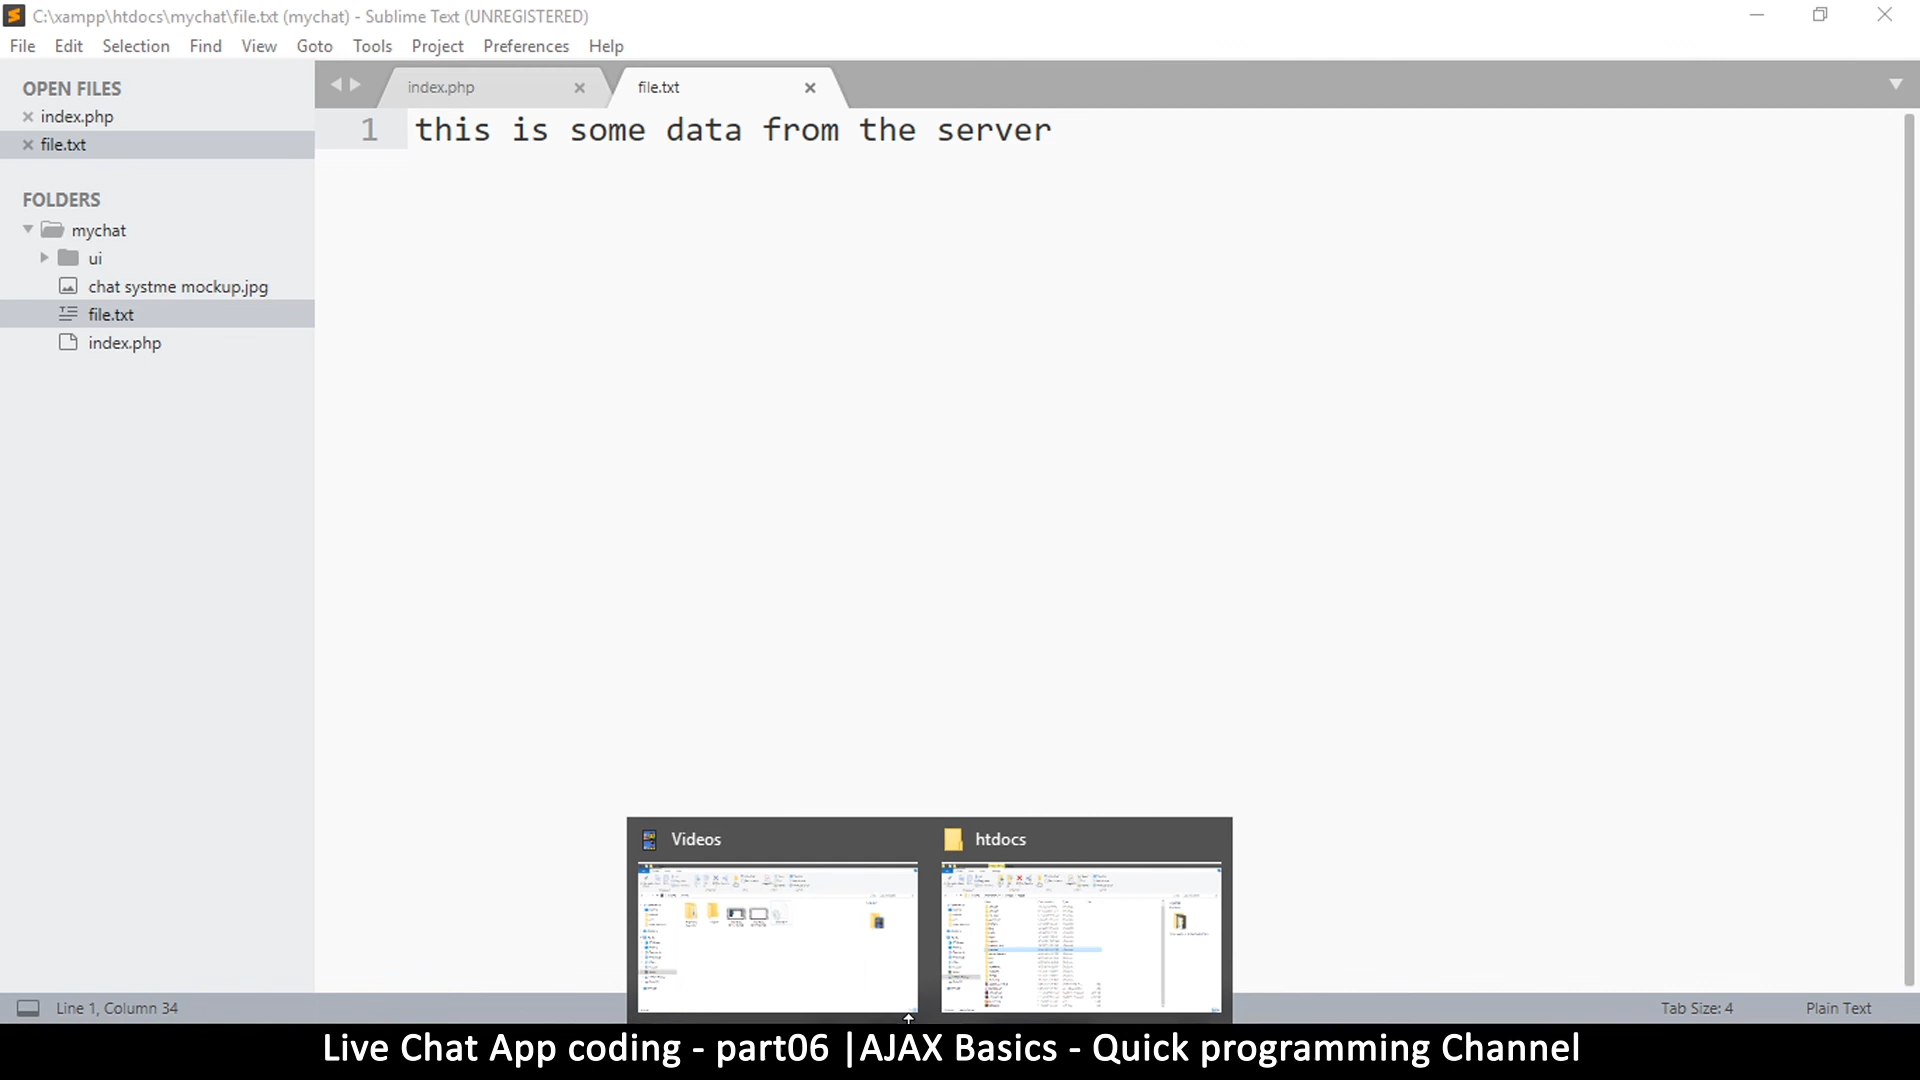 C:\xampp\htdocs\mychat\file.txt (mychat) - Sublime Text (UNREGISTERED)
File Edit Selection Find View Goto Tools Project Preferences Help
OPEN FILES
index.php
file.txt
FOLDERS
mychat
ui
chat systme mockup.jpg
file.txt
index.php
index.php
file.txt
1 this is some data from the server
Videos
htdocs
Line 1, Column 34
Tab Size: 4
Plain Text
Live Chat App coding - part06 |AJAX Basics - Quick programming Channel